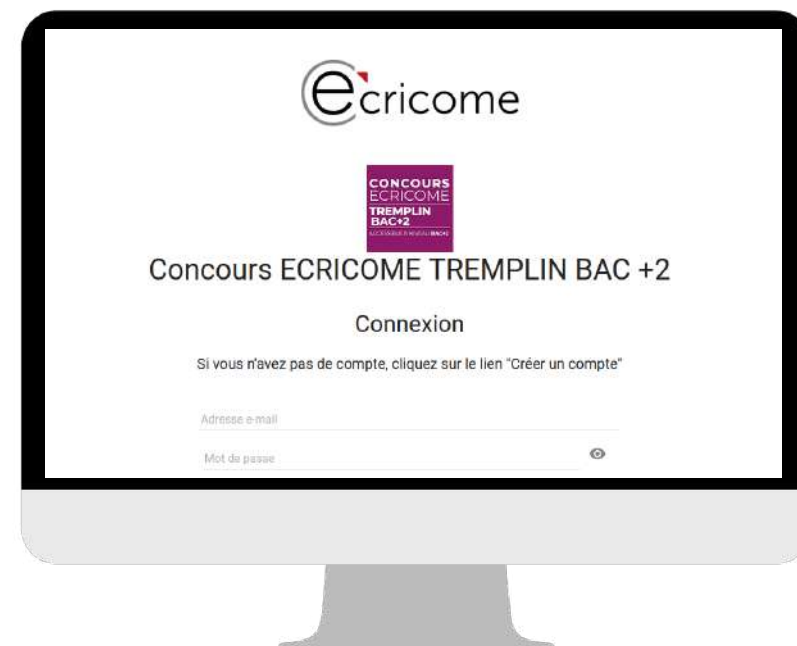 ecricome
CONCOURS
ECRICOME
TREMPLIN
BAC+2
Concours ECRICOME TREMPLIN BAC +2
Connexion
Si vous n'avez pas de compte, cliquez sur le lien "Créer un compte"
Adresse e-mail
Mot de passe